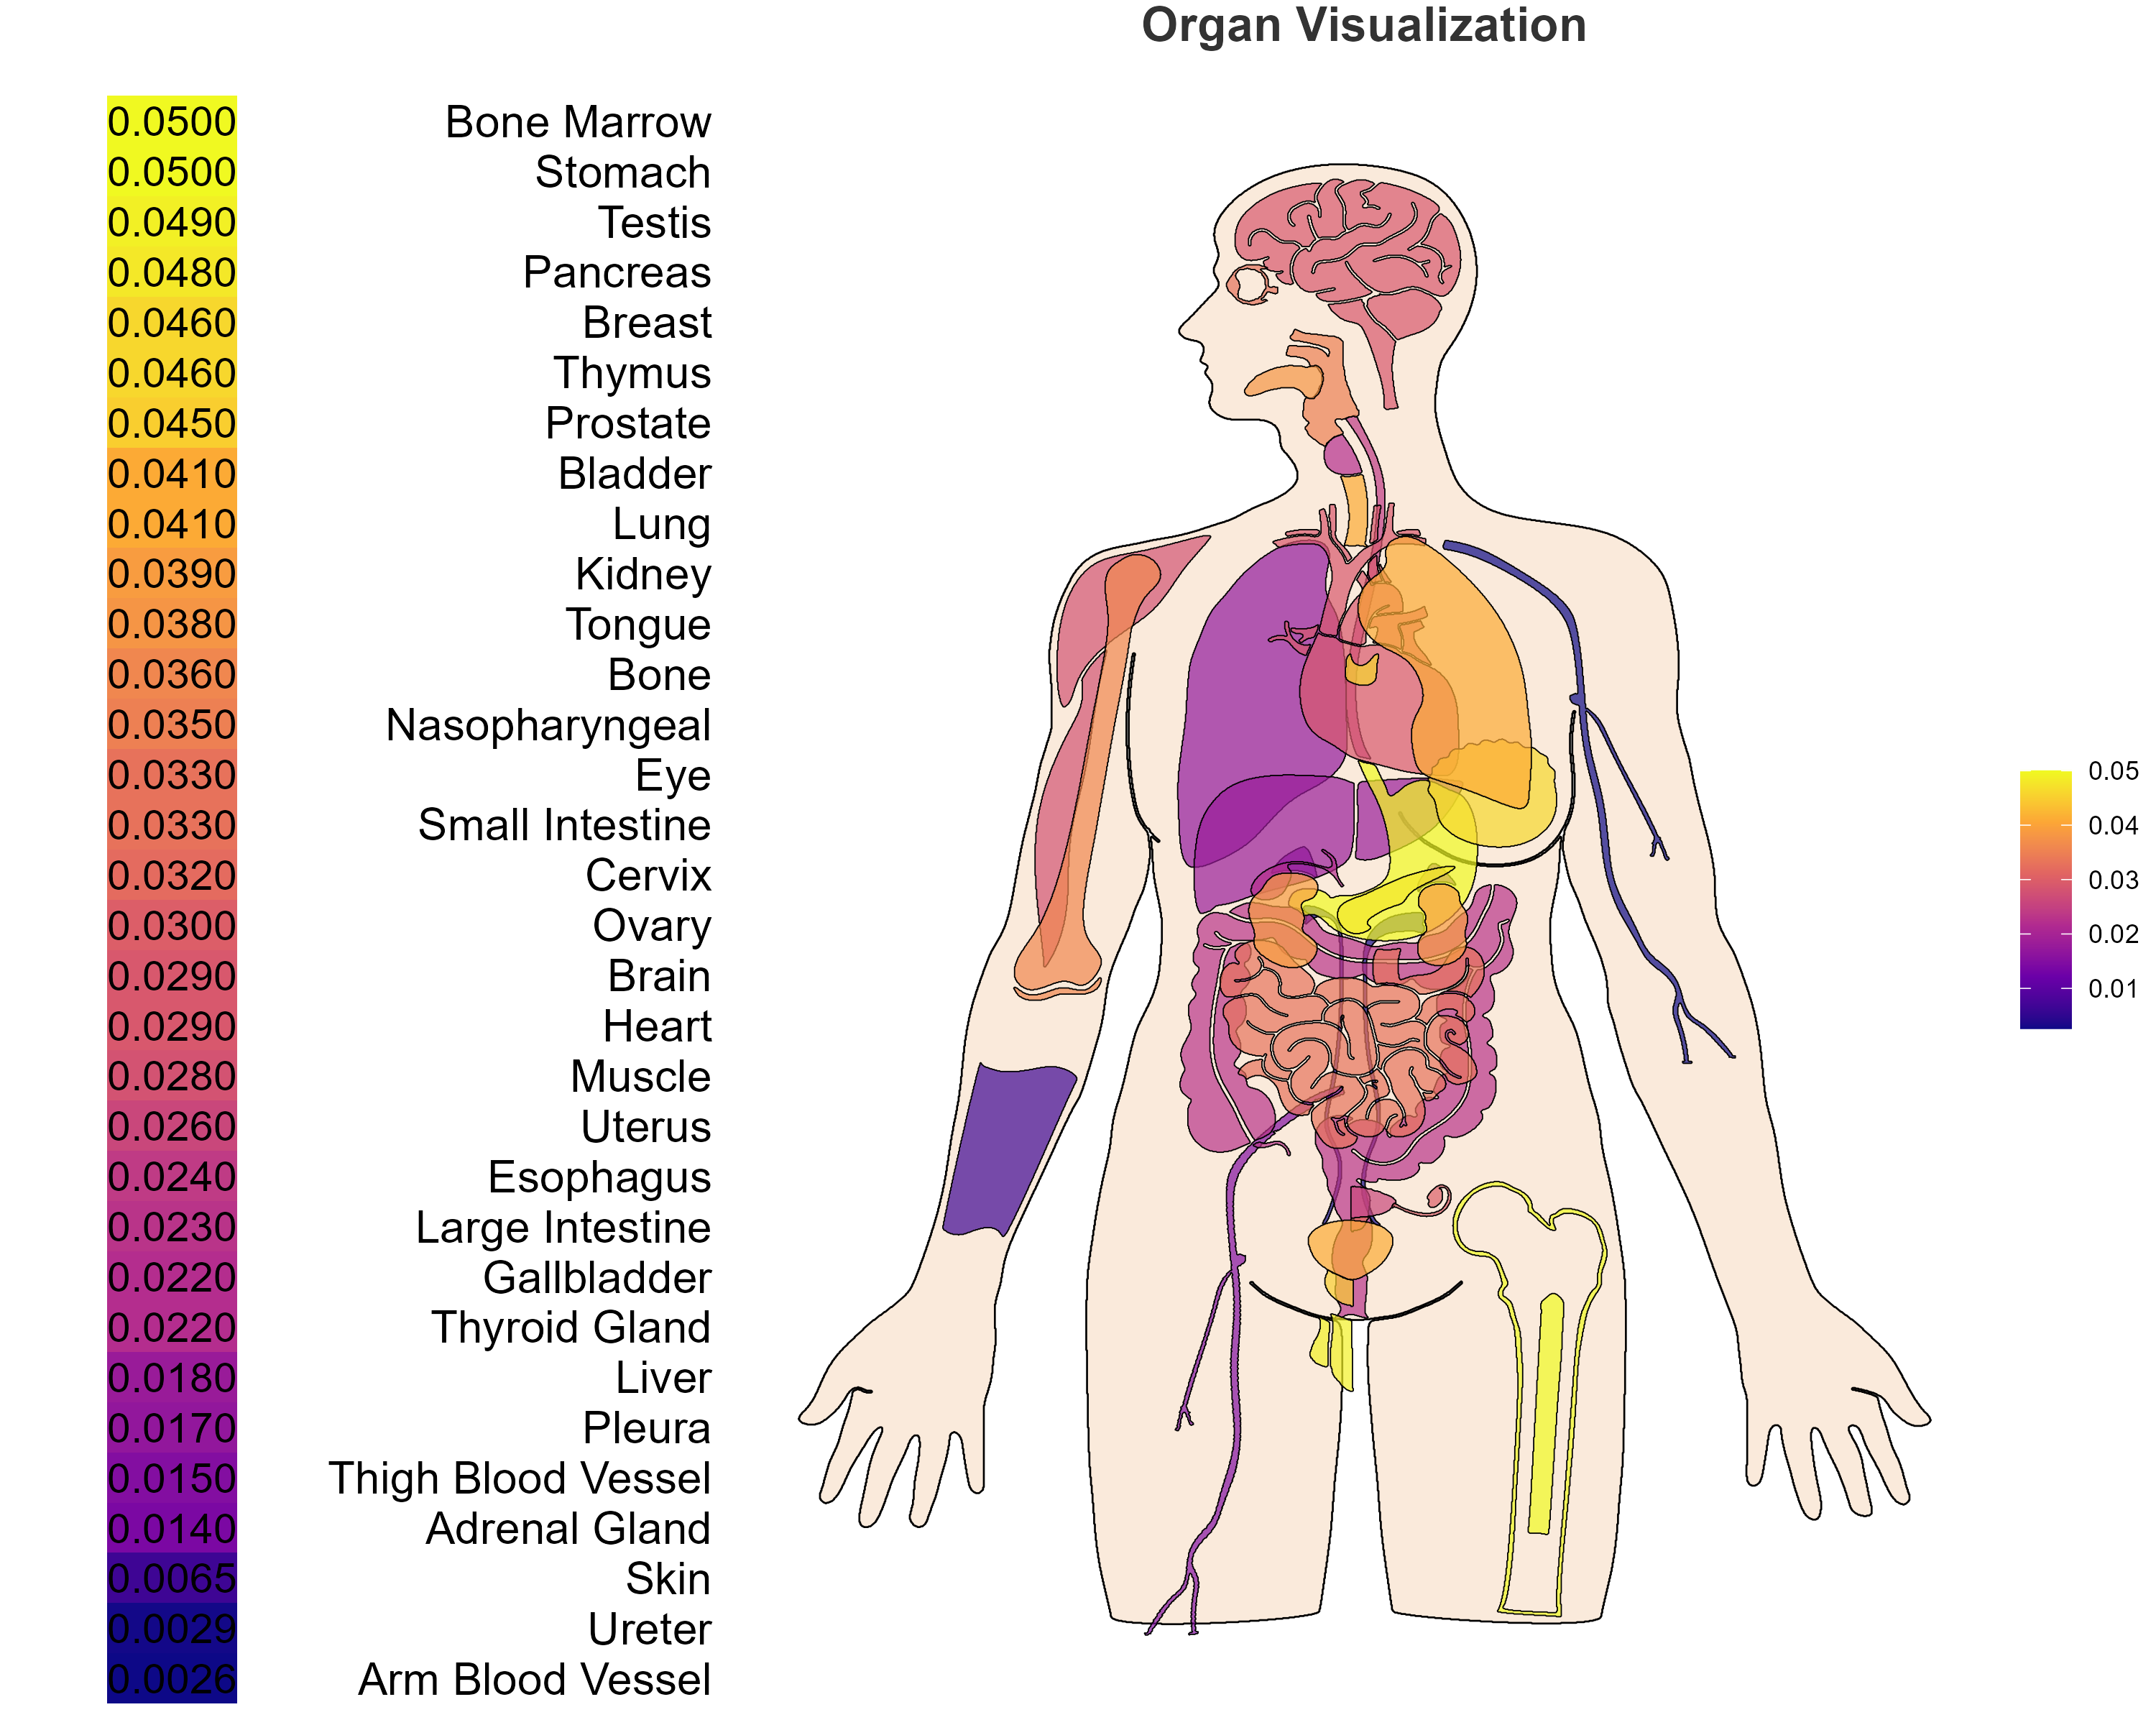 Organ Visualization
0.0500 Bone Marrow
0.0500 Stomach
0.0490 Testis
0.0480 Pancreas
0.0460 Breast
0.0460 Thymus
0.0450 Prostate
0.0410 Bladder
0.0410 Lung
0.0390 Kidney
0.0380 Tongue
0.0360 Bone
0.0350 Nasopharyngeal
0.0330 Eye
0.0330 Small Intestine
0.0320 Cervix
0.0300 Ovary
0.0290 Brain
0.0290 Heart
0.0280 Muscle
0.0260 Uterus
0.0240 Esophagus
0.0230 Large Intestine
0.0220 Gallbladder
0.0220 Thyroid Gland
0.0180 Liver
0.0170 Pleura
0.0150 Thigh Blood Vessel
0.0140 Adrenal Gland
0.0065 Skin
0.0029 Ureter
0.0026 Arm Blood Vessel
0.05
0.04
0.03
0.02
0.01